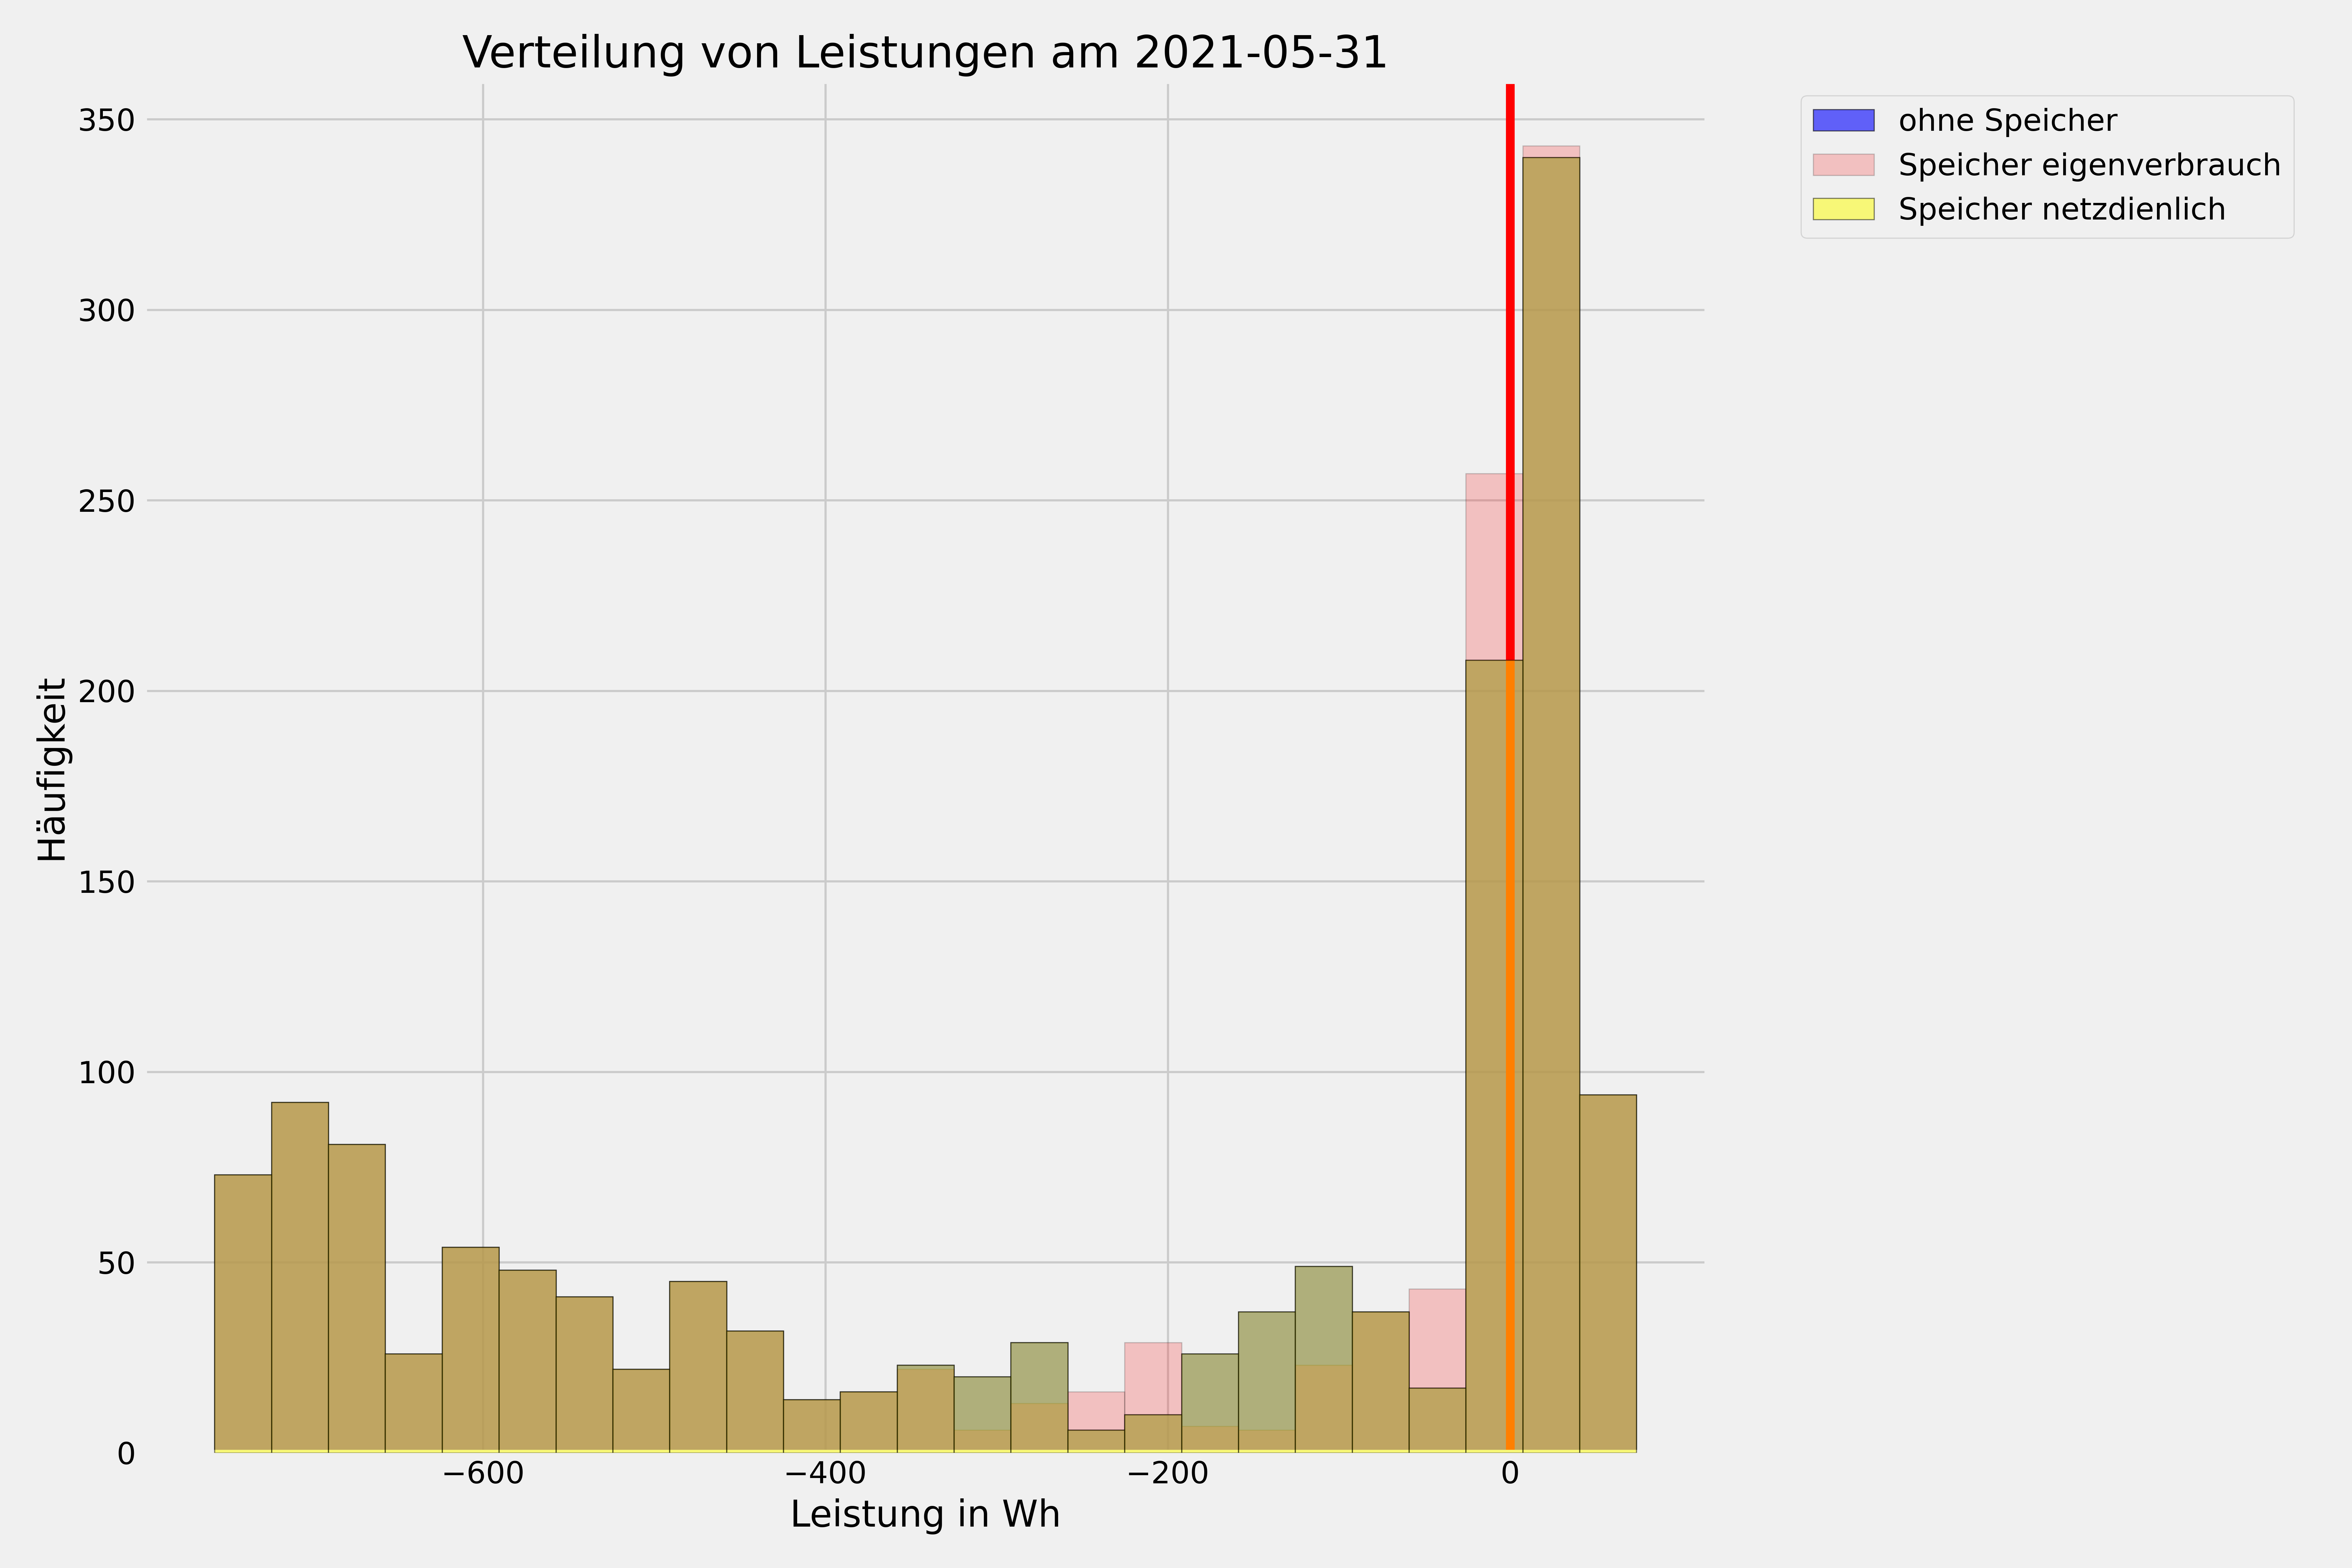 Verteilung von Leistungen am 2021-05-31
ohne Speicher
Speicher eigenverbrauch
Speicher netzdienlich
Häufigkeit
350
300
250
200
150
100
50
0
−600
−400
−200
0
Leistung in Wh